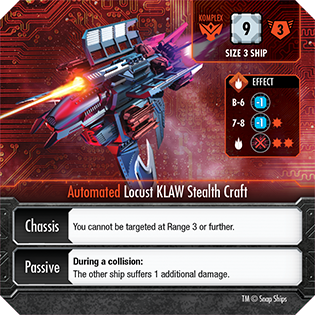 KOMPLEX
9
3
SIZE 3 SHIP
EFFECT
B-6 -1
7-8 -1
Automated Locust KLAW Stealth Craft
Chassis You cannot be targeted at Range 3 or further.
Passive During a collision:
The other ship suffers 1 additional damage.
TM © Snap Ships